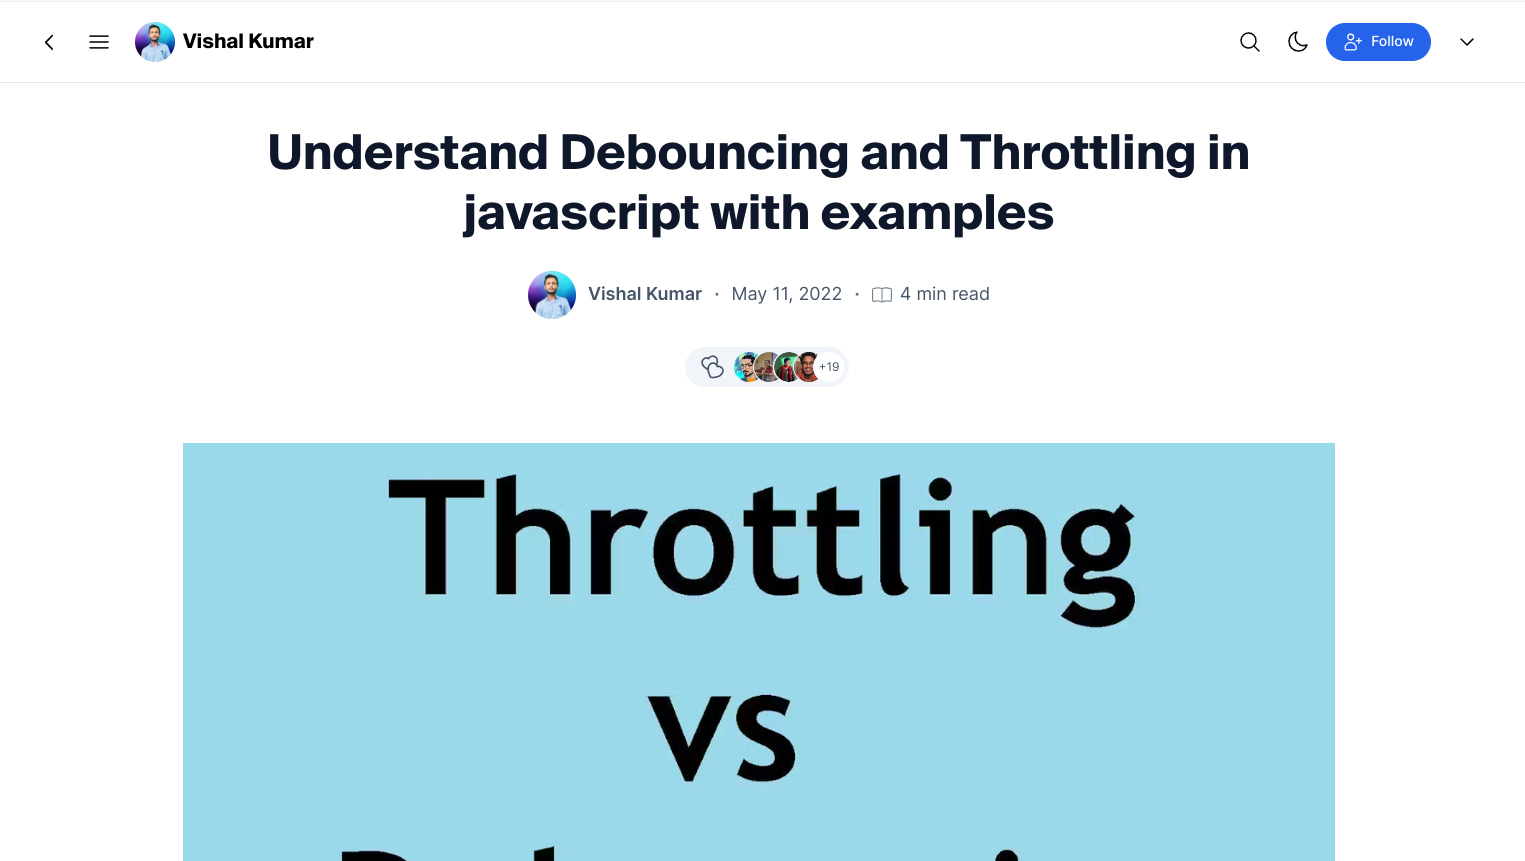 Vishal Kumar
Follow
Understand Debouncing and Throttling in
javascript with examples
Vishal Kumar · May 11, 2022 · 4 min read
+19
Throttling
vs